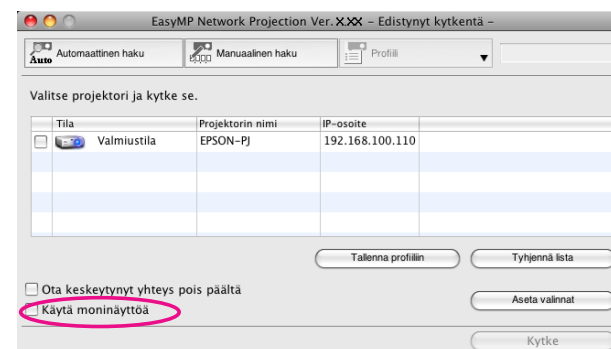 EasyMP Network Projection Ver.X.XX – Edistynyt kytkentä –
Auto Automaattinen haku Manuaalinen haku Profiili
Valitse projektori ja kytke se.
Tila Projektorin nimi IP-osoite
Valmiustila EPSON-PJ 192.168.100.110
Tallenna profiiliin Tyhjennä lista
Ota keskeytynyt yhteys pois päältä
Käytä moninäyttöä Aseta valinnat
Kytke